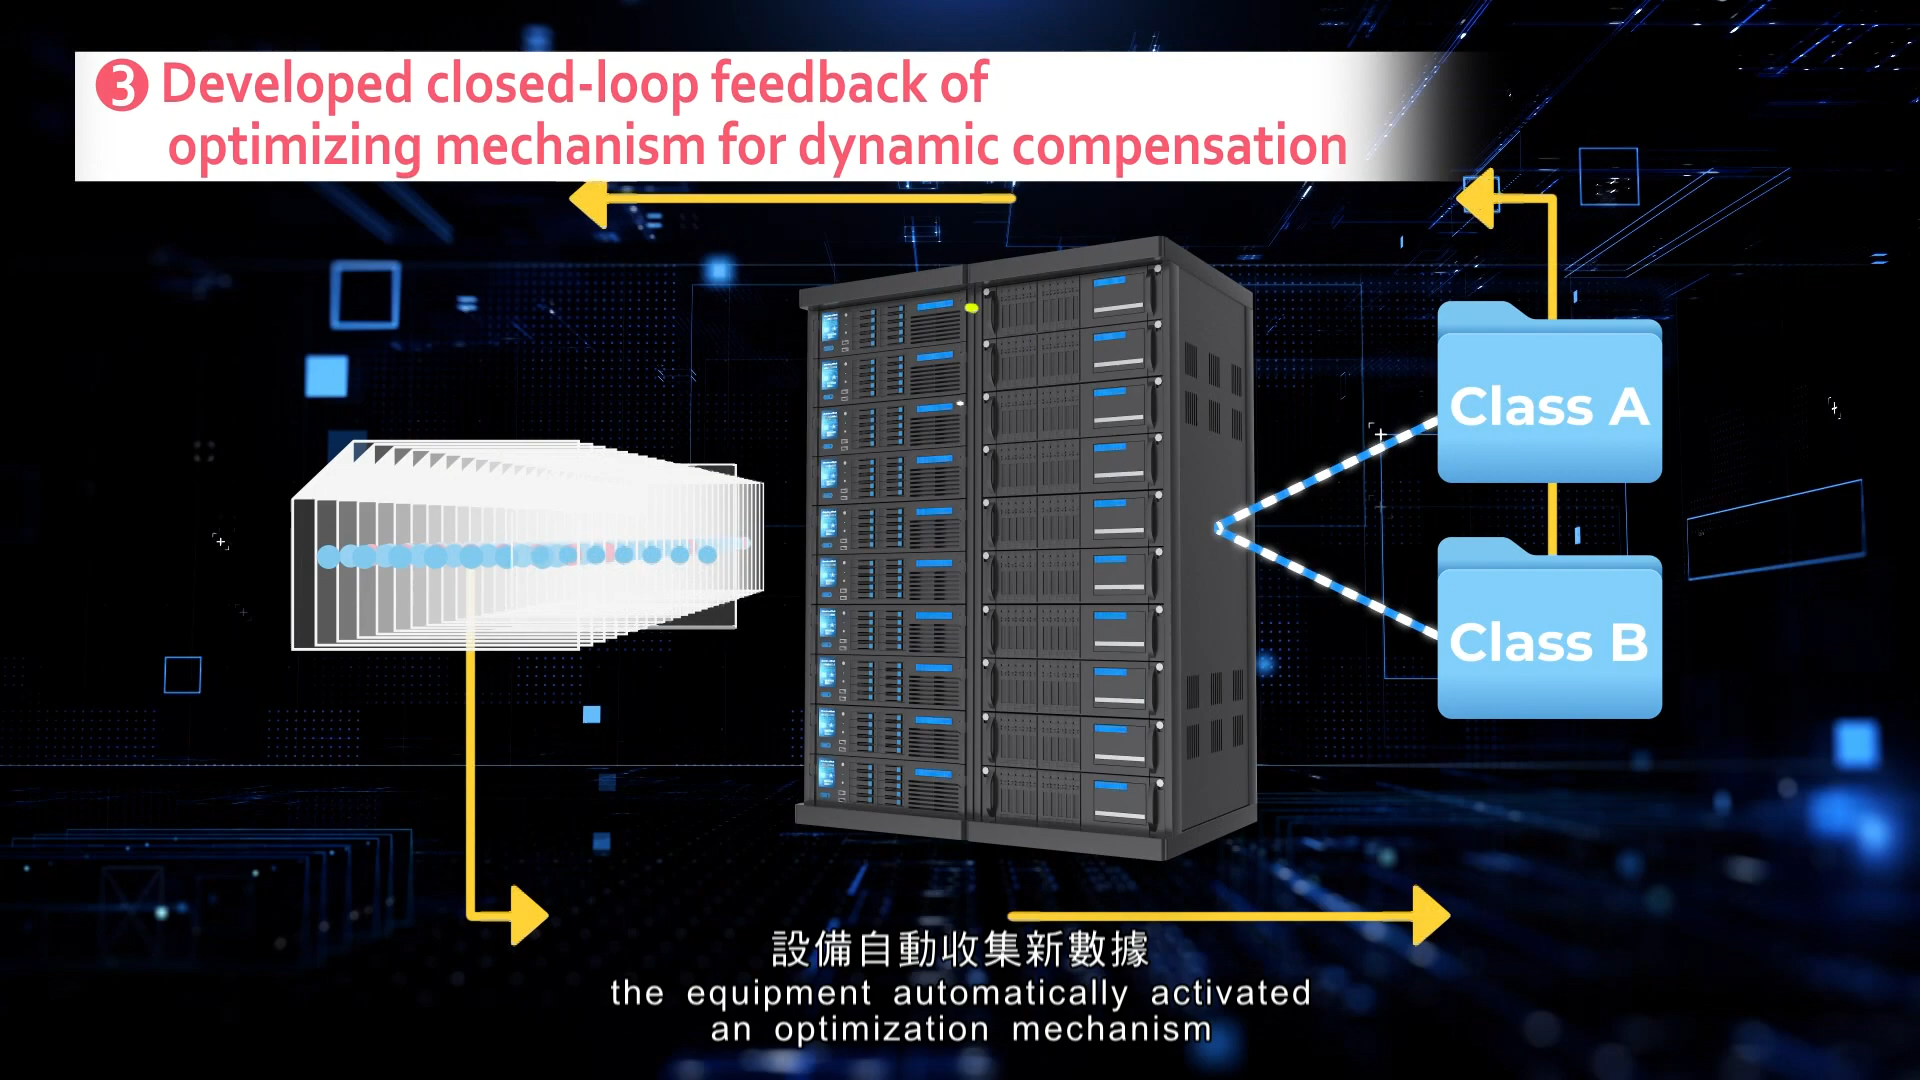 3 Developed closed-loop feedback of
optimizing mechanism for dynamic compensation
Class A
Class B
設備自動收集新數據
the equipment automatically activated
an optimization mechanism